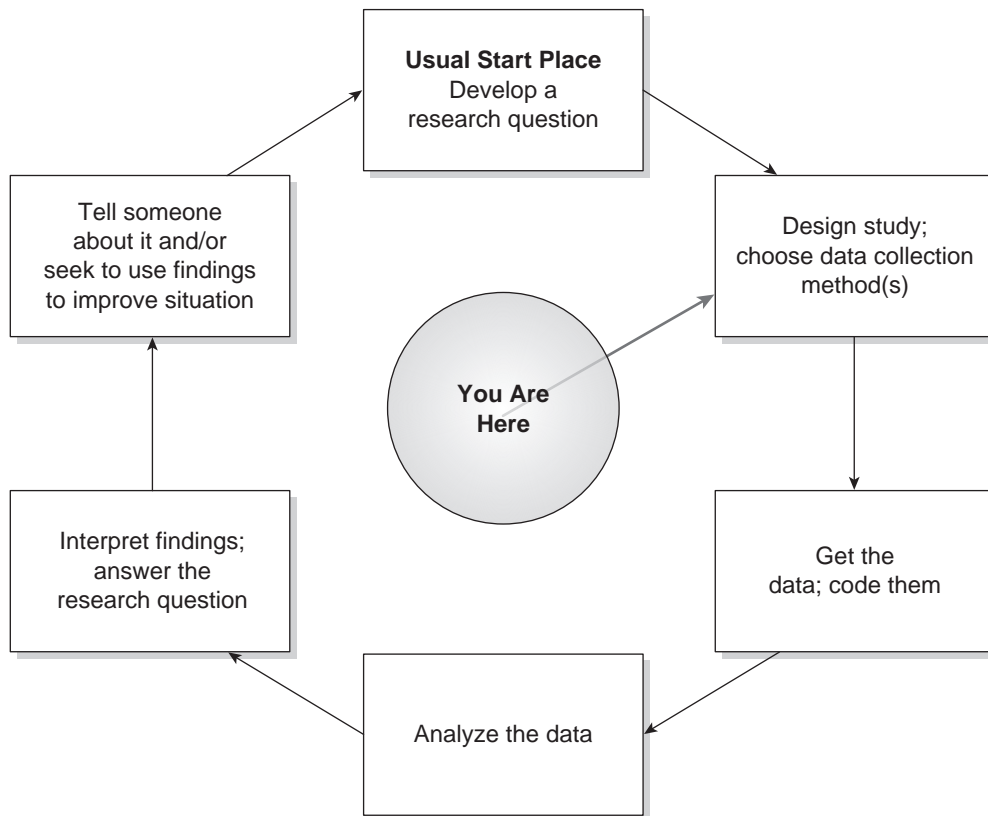 Usual Start Place
Develop a
research question
Design study;
choose data collection
method(s)
Get the
data; code them
Analyze the data
Interpret findings;
answer the
research question
Tell someone
about it and/or
seek to use findings
to improve situation
You Are
Here